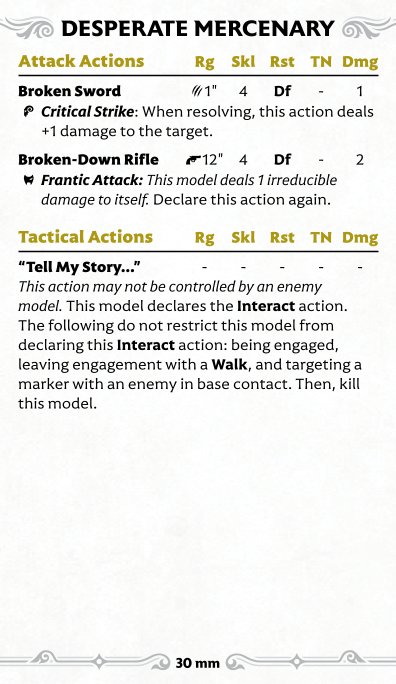 DESPERATE MERCENARY
Attack Actions Rg Skl Rst TN Dmg
Broken Sword 1" 4 Df - 1
Critical Strike: When resolving, this action deals
+1 damage to the target.
Broken-Down Rifle 12" 4 Df - 2
Frantic Attack: This model deals 1 irreducible
damage to itself. Declare this action again.
Tactical Actions Rg Skl Rst TN Dmg
“Tell My Story...” - - - - -
This action may not be controlled by an enemy
model. This model declares the Interact action.
The following do not restrict this model from
declaring this Interact action: being engaged,
leaving engagement with a Walk, and targeting a
marker with an enemy in base contact. Then, kill
this model.
30 mm